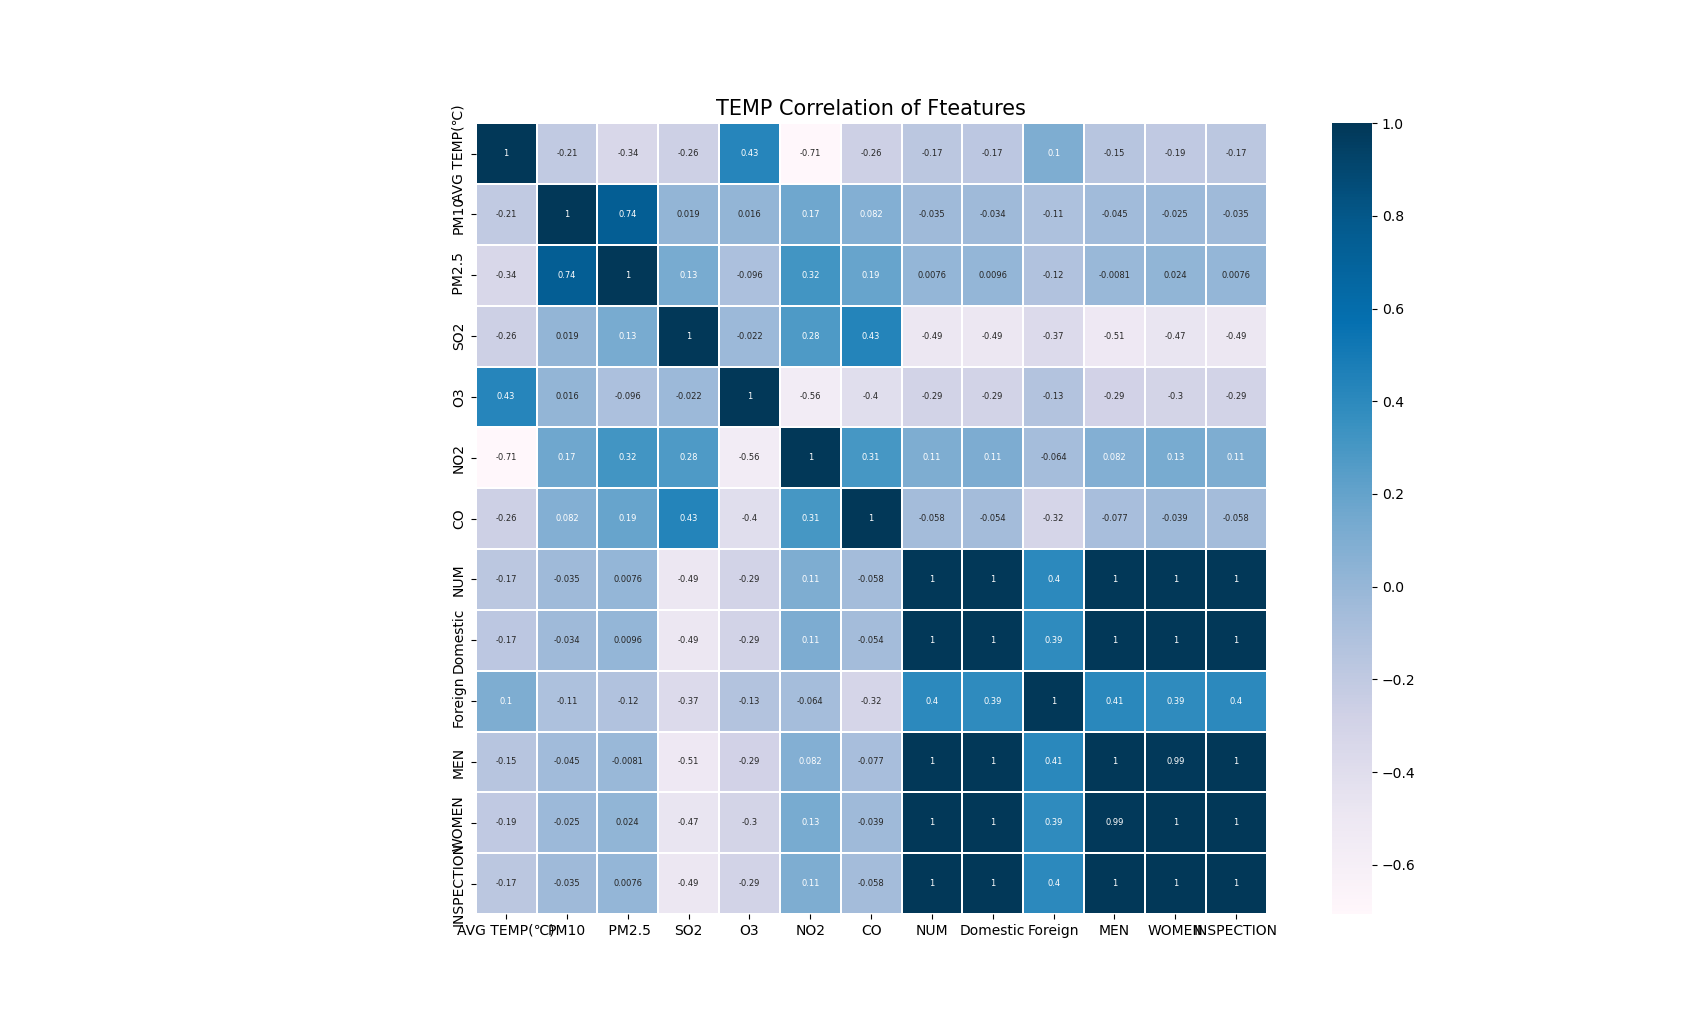 TEMP Correlation of Fteatures
AVG TEMP(℃) 1 -0.21 -0.34 -0.26 0.43 -0.71 -0.26 -0.17 -0.17 0.1 -0.15 -0.19 -0.17
PM10 -0.21 1 0.74 0.019 0.016 0.17 0.082 -0.035 -0.034 -0.11 -0.045 -0.025 -0.035
PM2.5 -0.34 0.74 1 0.13 -0.096 0.32 0.19 0.0076 0.0096 -0.12 -0.0081 0.024 0.0076
SO2 -0.26 0.019 0.13 1 -0.022 0.28 0.43 -0.49 -0.49 -0.37 -0.51 -0.47 -0.49
O3 0.43 0.016 -0.096 -0.022 1 -0.56 -0.4 -0.29 -0.29 -0.13 -0.29 -0.3 -0.29
NO2 -0.71 0.17 0.32 0.28 -0.56 1 0.31 0.11 0.11 -0.064 0.082 0.13 0.11
CO -0.26 0.082 0.19 0.43 -0.4 0.31 1 -0.058 -0.054 -0.32 -0.077 -0.039 -0.058
NUM -0.17 -0.035 0.0076 -0.49 -0.29 0.11 -0.058 1 1 0.4 1 1 1
Domestic -0.17 -0.034 0.0096 -0.49 -0.29 0.11 -0.054 1 1 0.39 1 1 1
Foreign 0.1 -0.11 -0.12 -0.37 -0.13 -0.064 -0.32 0.4 0.39 1 0.41 0.39 0.4
MEN -0.15 -0.045 -0.0081 -0.51 -0.29 0.082 -0.077 1 1 0.41 1 0.99 1
WOMEN -0.19 -0.025 0.024 -0.47 -0.3 0.13 -0.039 1 1 0.39 0.99 1 1
INSPECTION -0.17 -0.035 0.0076 -0.49 -0.29 0.11 -0.058 1 1 0.4 1 1 1
AVG TEMP(℃) PM10 PM2.5 SO2 O3 NO2 CO NUM Domestic Foreign MEN WOMEN INSPECTION
1.0
0.8
0.6
0.4
0.2
0.0
−0.2
−0.4
−0.6